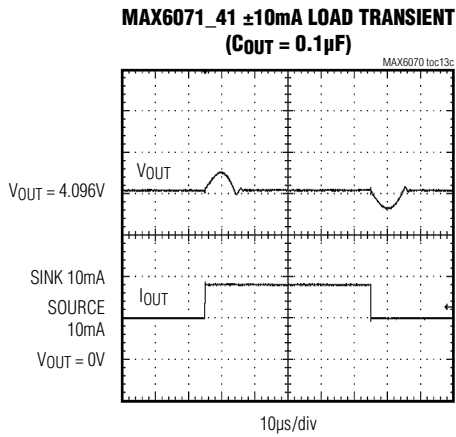 MAX6071_41 ±10mA LOAD TRANSIENT
(COUT = 0.1µF)
MAX6070 toc13c
VOUT
VOUT = 4.096V
SINK 10mA
IOUT
SOURCE
10mA
VOUT = 0V
10µs/div